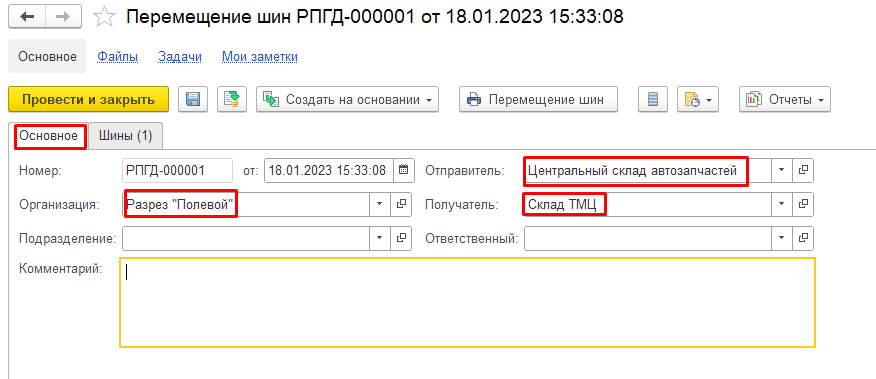 Перемещение шин РПГД-000001 от 18.01.2023 15:33:08
Основное Файлы Задачи Мои заметки
Провести и закрыть Создать на основании Перемещение шин Отчеты
Основное Шины (1)
Номер: РПГД-000001 от: 18.01.2023 15:33:08 Отправитель: Центральный склад автозапчастей
Организация: Разрез "Полевой" Получатель: Склад ТМЦ
Подразделение: Ответственный:
Комментарий: